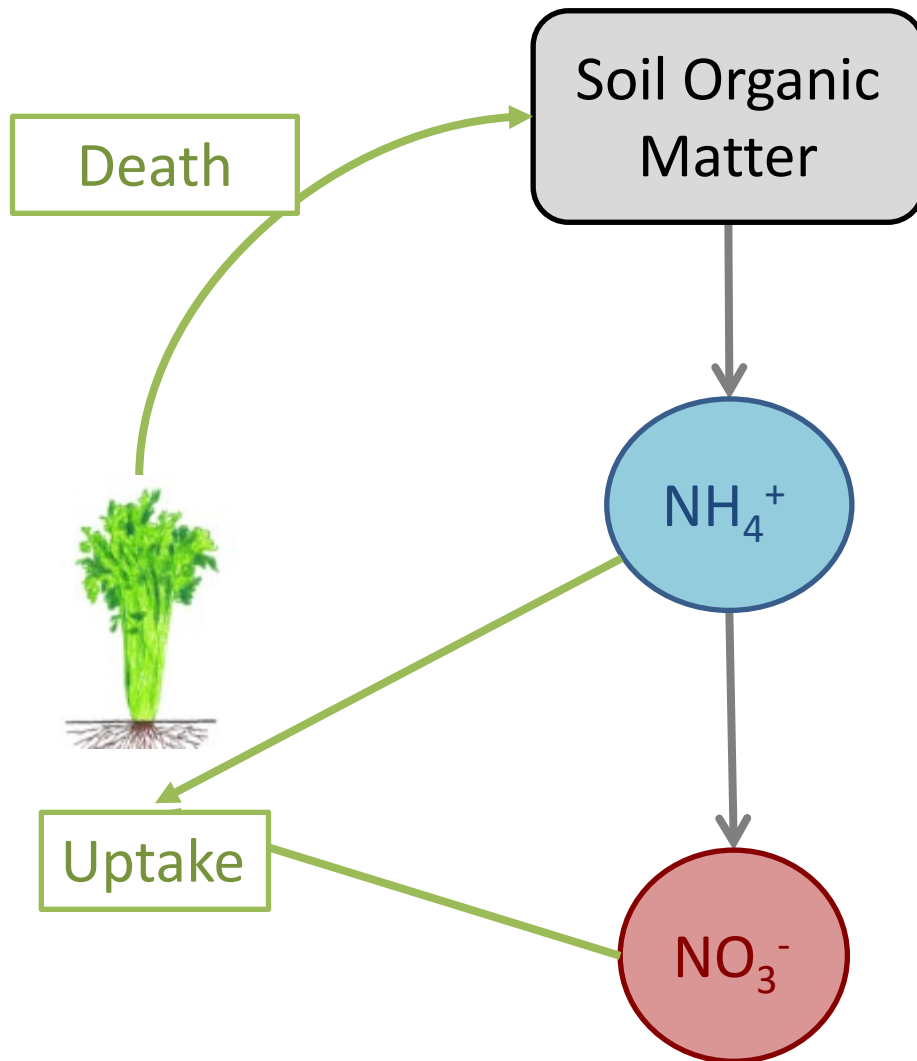 Soil Organic
Matter
Death
NH₄⁺
Uptake
NO₃⁻